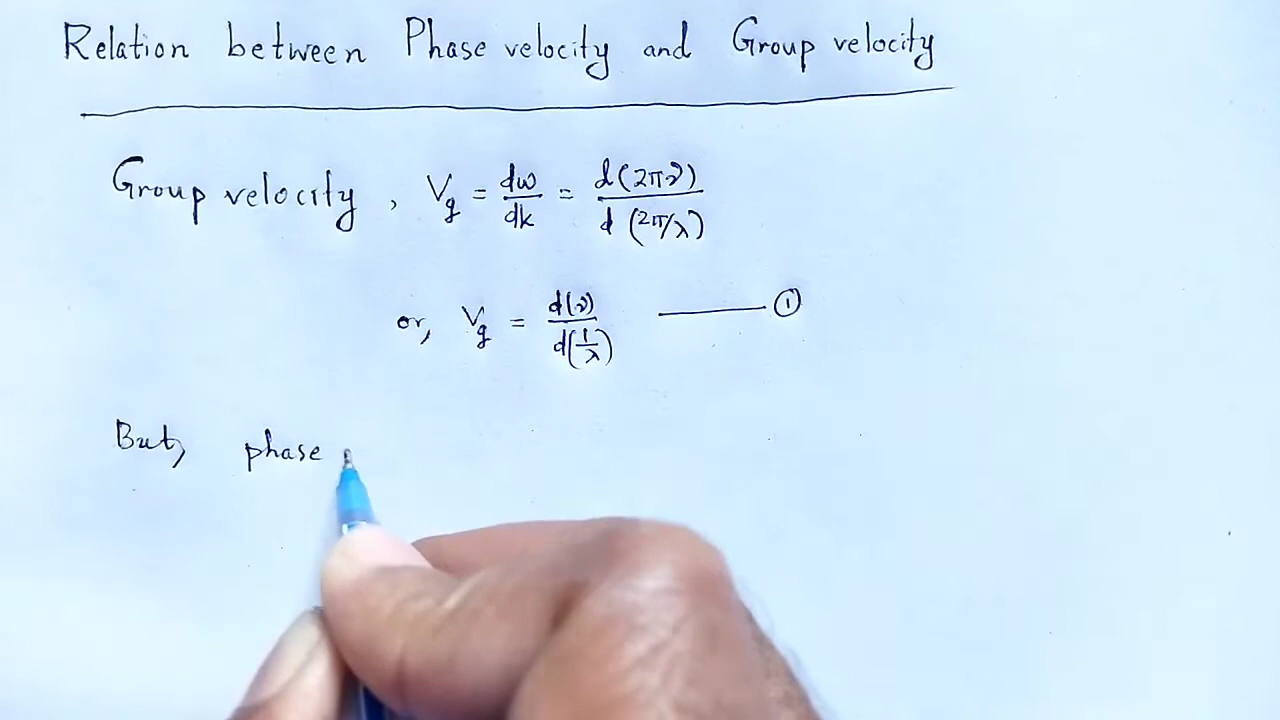 Relation between Phase velocity and Group velocity
Group velocity, Vg = dω/dk = d(2πν)/d(2π/λ)
or, Vg = d(ν)/d(1/λ) ——— ①
But, phase